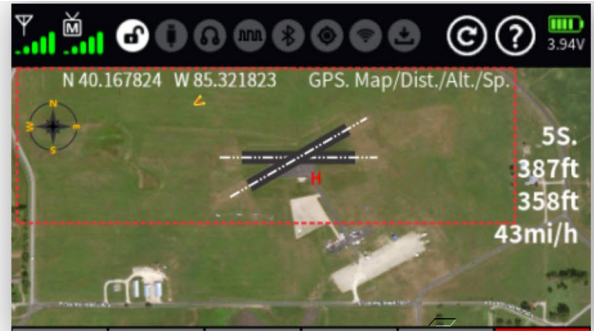 M
3.94V
N 40.167824 W 85.321823 GPS. Map/Dist./Alt./Sp.
N
W E
S
5S.
387ft
358ft
43mi/h
H